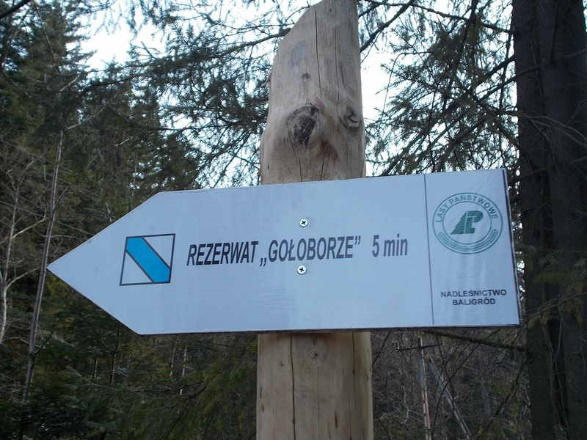 REZERWAT „GOŁOBORZE” 5 min
LASY PAŃSTWOWE
NADLEŚNICTWO
BALIGRÓD